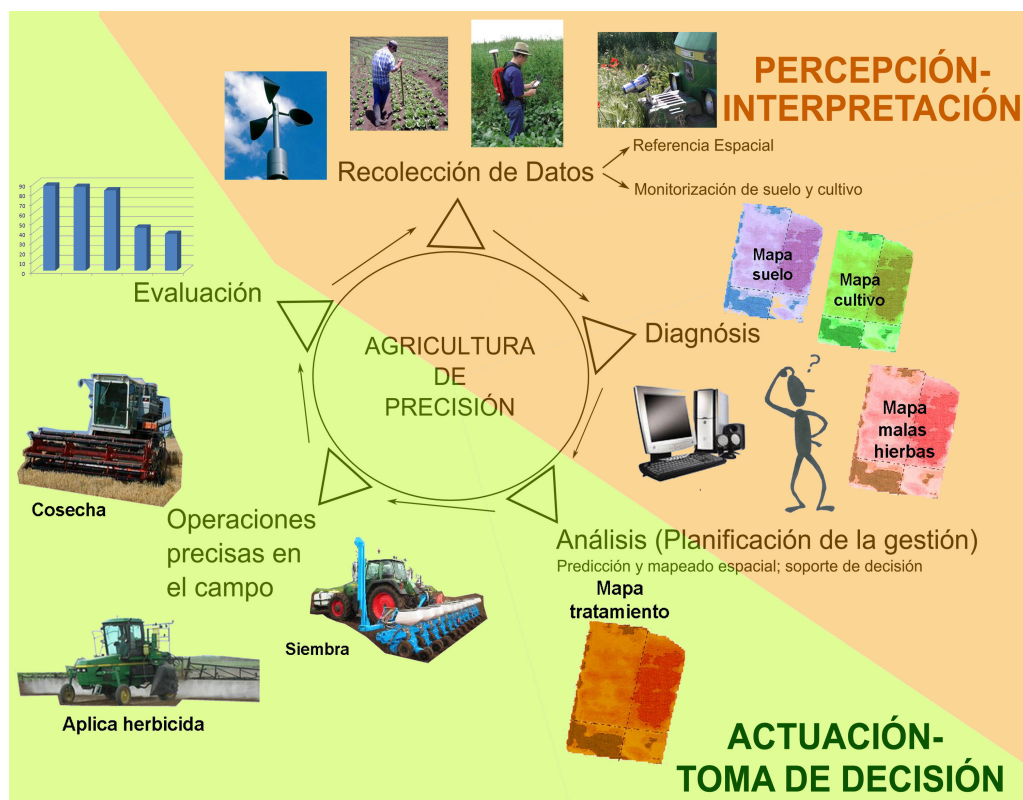 PERCEPCIÓN-
INTERPRETACIÓN
Recolección de Datos
Referencia Espacial
Monitorización de suelo y cultivo
90
80
70
60
50
40
30
20
10
0
Evaluación
Mapa
suelo
Mapa
cultivo
Diagnósis
AGRICULTURA
DE
PRECISIÓN
?
Mapa
malas
hierbas
Cosecha
Operaciones
precisas en
el campo
Análisis (Planificación de la gestión)
Predicción y mapeado espacial; soporte de decisión
Mapa
tratamiento
Siembra
Aplica herbicida
ACTUACIÓN-
TOMA DE DECISIÓN